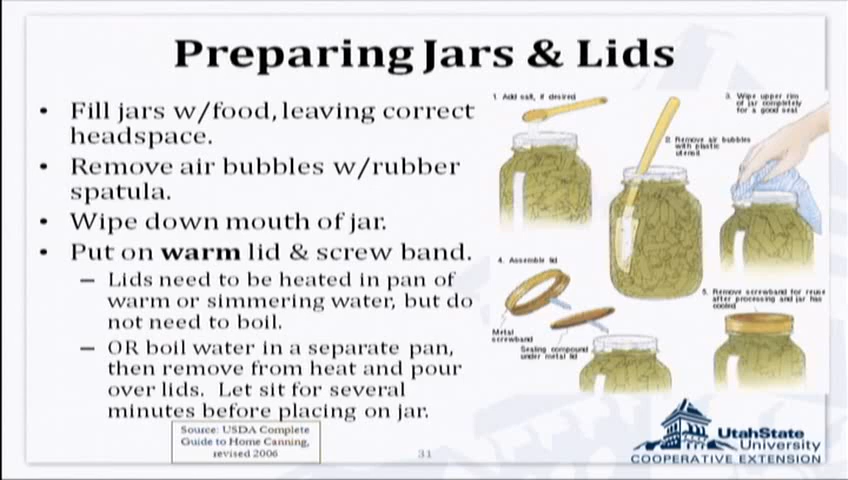 Preparing Jars & Lids
• Fill jars w/food, leaving correct
headspace.
• Remove air bubbles w/rubber
spatula.
• Wipe down mouth of jar.
• Put on warm lid & screw band.
– Lids need to be heated in pan of
warm or simmering water, but do
not need to boil.
– OR boil water in a separate pan,
then remove from heat and pour
over lids. Let sit for several
minutes before placing on jar.
Source: USDA Complete
Guide to Home Canning,
revised 2006
31
1. Add salt, if desired
2. Remove air bubbles
with plastic
utensil
3. Wipe upper rim
of jar completely
for a good seal
4. Assemble lid
Metal
screwband
Sealing compound
under metal lid
5. Remove screwband for reuse
after processing and jar has
cooled
UtahState
University
COOPERATIVE EXTENSION